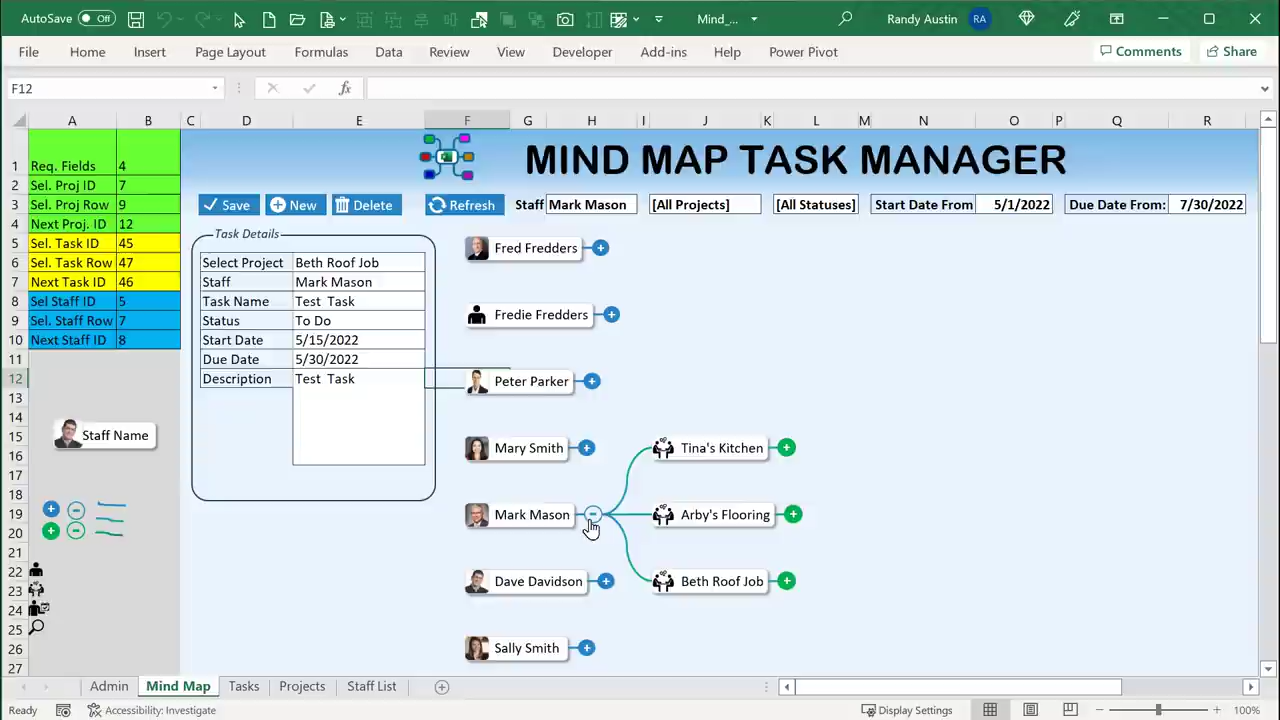 AutoSave Off Mind_... Randy Austin RA
File Home Insert Page Layout Formulas Data Review View Developer Add-ins Help Power Pivot Comments Share
F12 fx
A B C D E F G H I J K L M N O P Q R
1 Req. Fields 4 MIND MAP TASK MANAGER
2 Sel. Proj ID 7
3 Sel. Proj Row 9 Save New Delete Refresh Staff Mark Mason [All Projects] [All Statuses] Start Date From 5/1/2022 Due Date From: 7/30/2022
4 Next Proj. ID 12
Task Details
5 Sel. Task ID 45 Fred Fredders +
6 Sel. Task Row 47 Select Project Beth Roof Job
7 Next Task ID 46 Staff Mark Mason
8 Sel Staff ID 5 Task Name Test Task
9 Sel. Staff Row 7 Status To Do Fredie Fredders +
10 Next Staff ID 8 Start Date 5/15/2022
11 Due Date 5/30/2022
12 Description Test Task Peter Parker +
13
14
15 Staff Name Mary Smith + Tina's Kitchen +
16
17
18
19 + - Mark Mason - Arby's Flooring +
20 + -
21
22 Dave Davidson + Beth Roof Job +
23
24
25
26 Sally Smith +
27
Admin Mind Map Tasks Projects Staff List
Ready Accessibility: Investigate Display Settings 100%